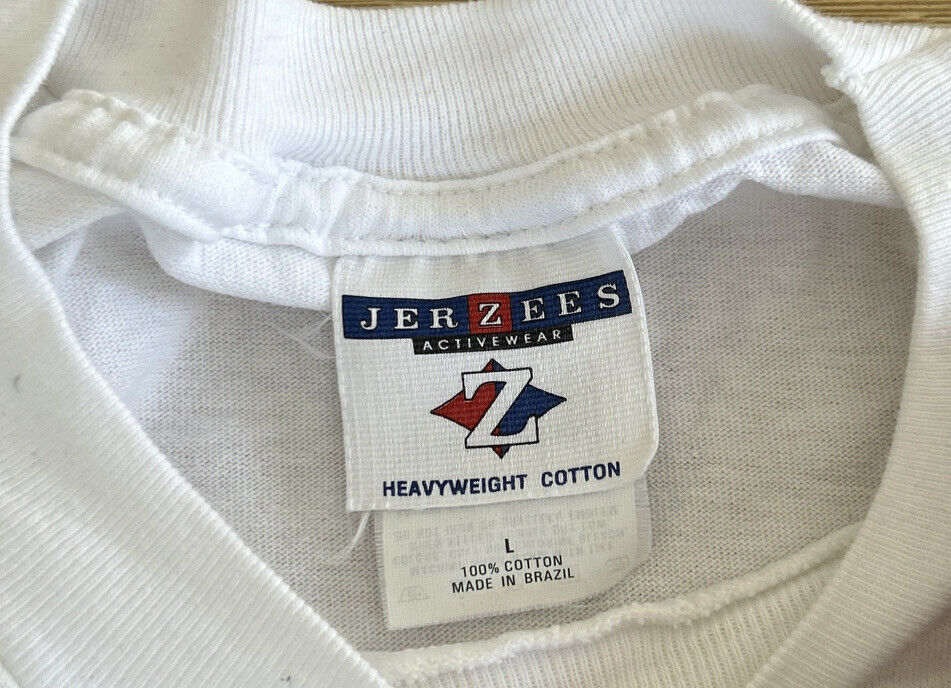 JERZEES
ACTIVEWEAR
Z
HEAVYWEIGHT COTTON
L
100% COTTON
MADE IN BRAZIL